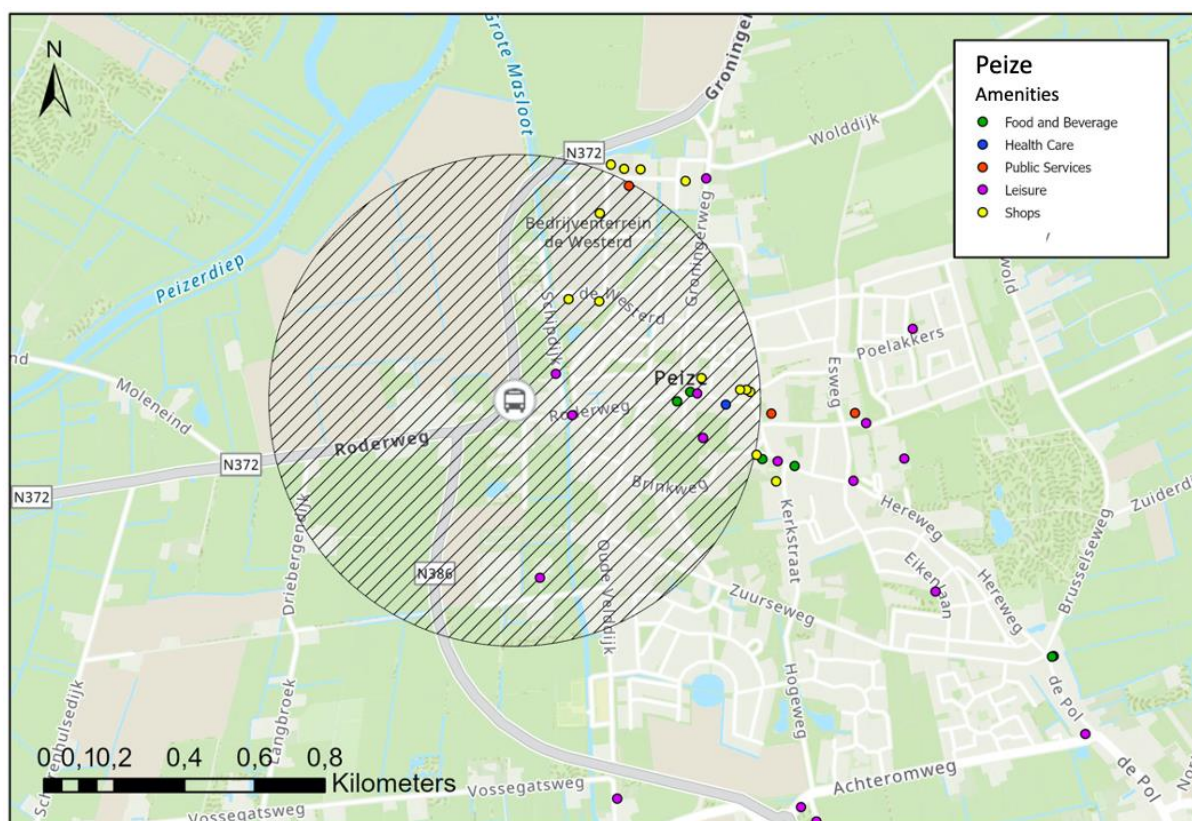 N
Grote Masloot
Groningen
Peize
Amenities
Food and Beverage
Health Care
Public Services
Leisure
Shops
N372
Wolddijk
Bedrijventerrein
de Westerd
Groningerweg
Peizerdiep
Schipdijk
de Westerd
Poelakkers
Esweg
Moleneind
Peize
Roderweg
Roderweg
N372
N372
Brinkweg
Kerkstraat
Hereweg
Zuiderdi
Driebergendijk
N386
Oude Velddijk
Zuurseweg
Eikenlaan
Hereweg
Brusselseweg
Langbroek
Hogeweg
de Pol
0 0,10,2 0,4 0,6 0,8
Kilometers
Achteromweg
de Pol
Vossegatsweg
Vossegatsweg